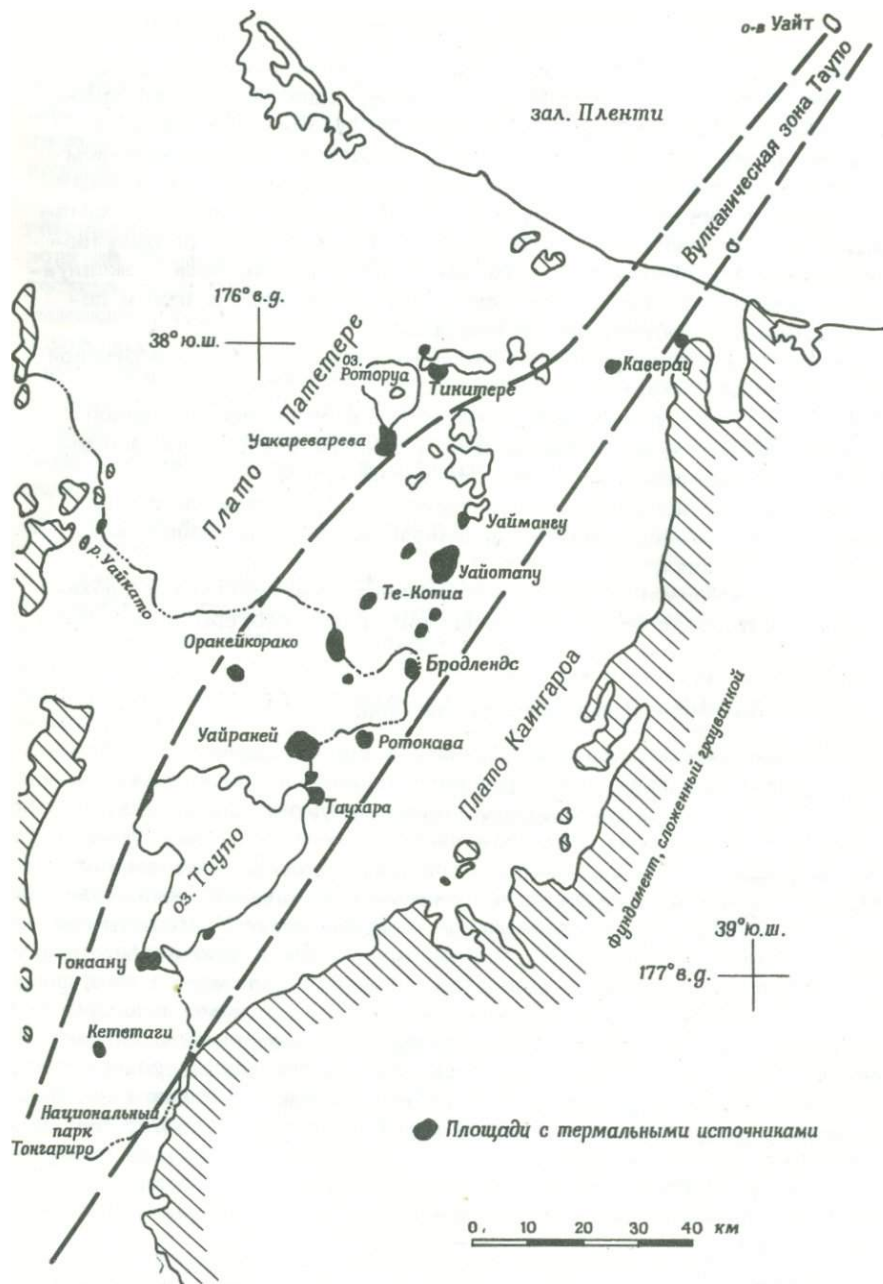 о-в Уайт
зал. Пленти
Вулканическая зона Таупо
176° в.д.
38° ю.ш.
Плато Патетере
оз.
Роторуа
Тикитере
Каверау
Уакареварева
Уаймангу
Уайотапу
р. Уайкато
Те-Копиа
Оракейкорако
Бродлендс
Плато Каингароа
Уайракей
Ротокава
Таухара
оз. Таупо
Фундамент, сложенный грауваккой
39° ю.ш.
177° в.д.
Токаану
Кететаги
Национальный
парк
Тонгариро
Площади с термальными источниками
0 10 20 30 40 км